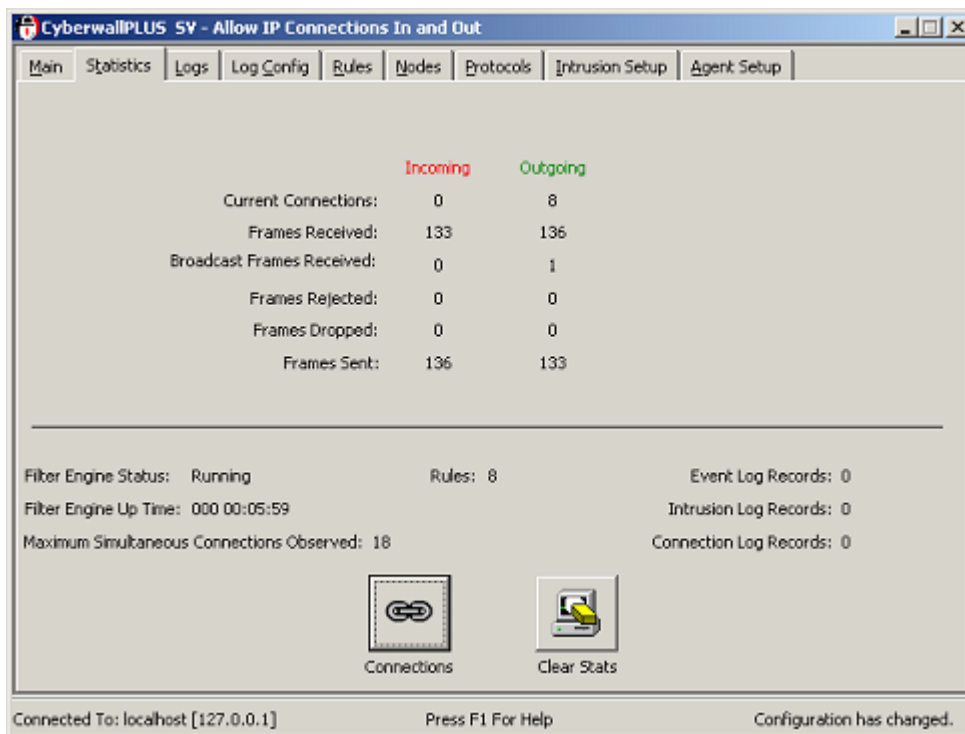 CyberwallPLUS SV - Allow IP Connections In and Out
Main Statistics Logs Log Config Rules Nodes Protocols Intrusion Setup Agent Setup
Incoming Outgoing
Current Connections: 0 8
Frames Received: 133 136
Broadcast Frames Received: 0 1
Frames Rejected: 0 0
Frames Dropped: 0 0
Frames Sent: 136 133
Filter Engine Status: Running Rules: 8 Event Log Records: 0
Filter Engine Up Time: 000 00:05:59 Intrusion Log Records: 0
Maximum Simultaneous Connections Observed: 18 Connection Log Records: 0
Connections Clear Stats
Connected To: localhost [127.0.0.1] Press F1 For Help Configuration has changed.